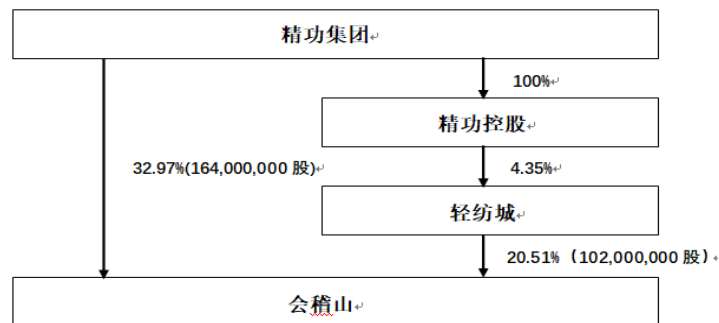 精功集团
100%
精功控股
32.97%(164,000,000 股)
4.35%
轻纺城
20.51%（102,000,000 股）
会稽山